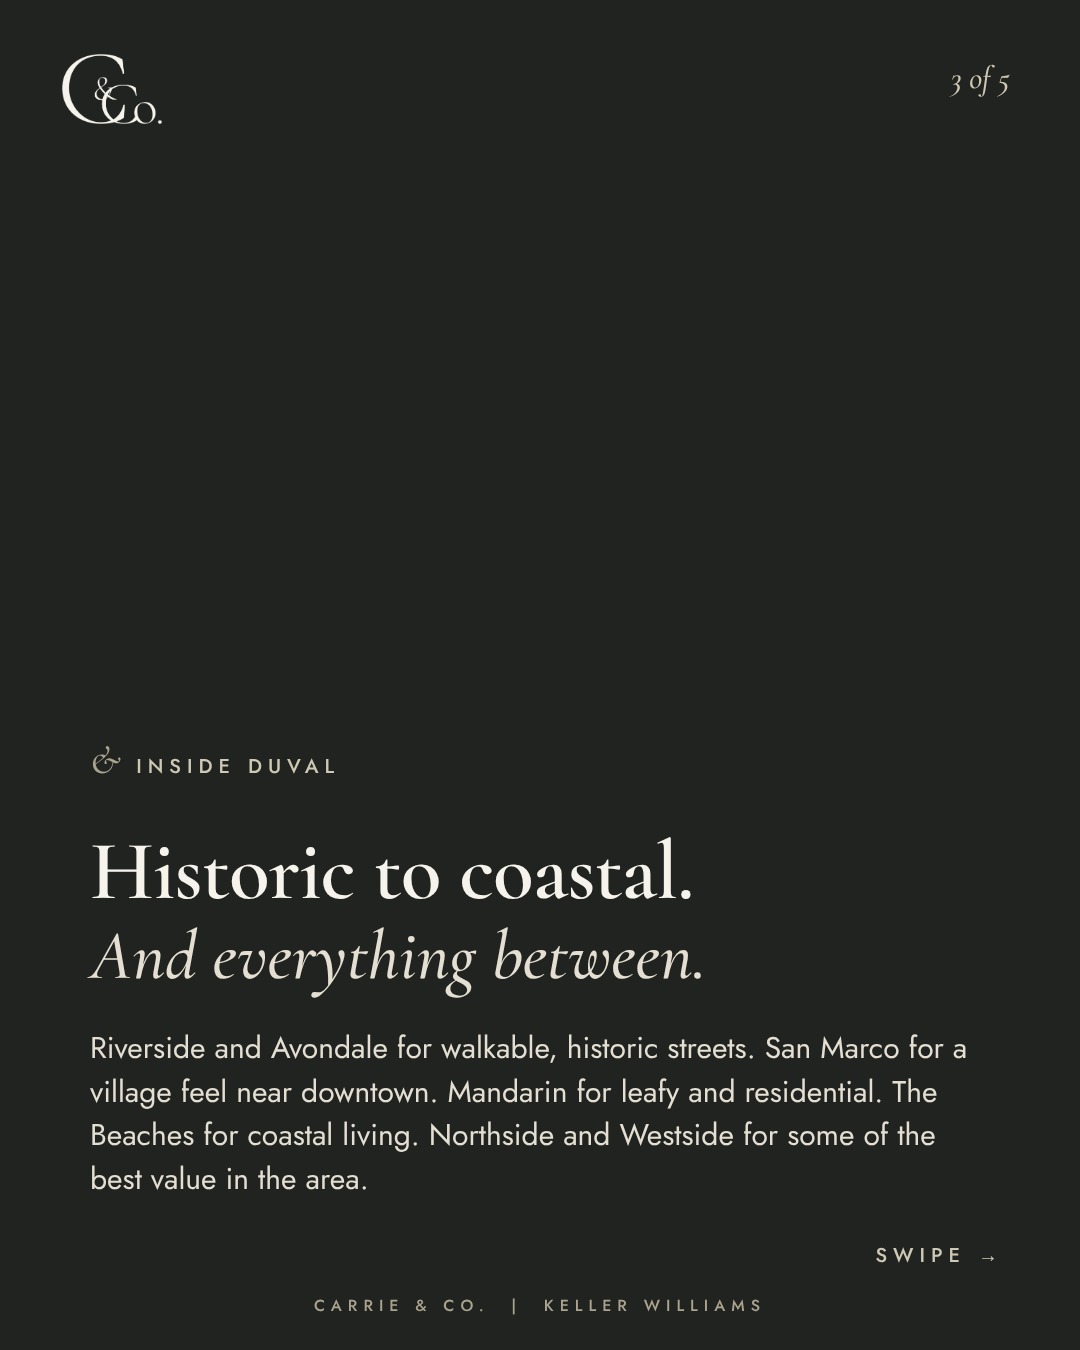 C&Co.
3 of 5
& INSIDE DUVAL
Historic to coastal.
And everything between.
Riverside and Avondale for walkable, historic streets. San Marco for a
village feel near downtown. Mandarin for leafy and residential. The
Beaches for coastal living. Northside and Westside for some of the
best value in the area.
SWIPE →
CARRIE & CO. | KELLER WILLIAMS